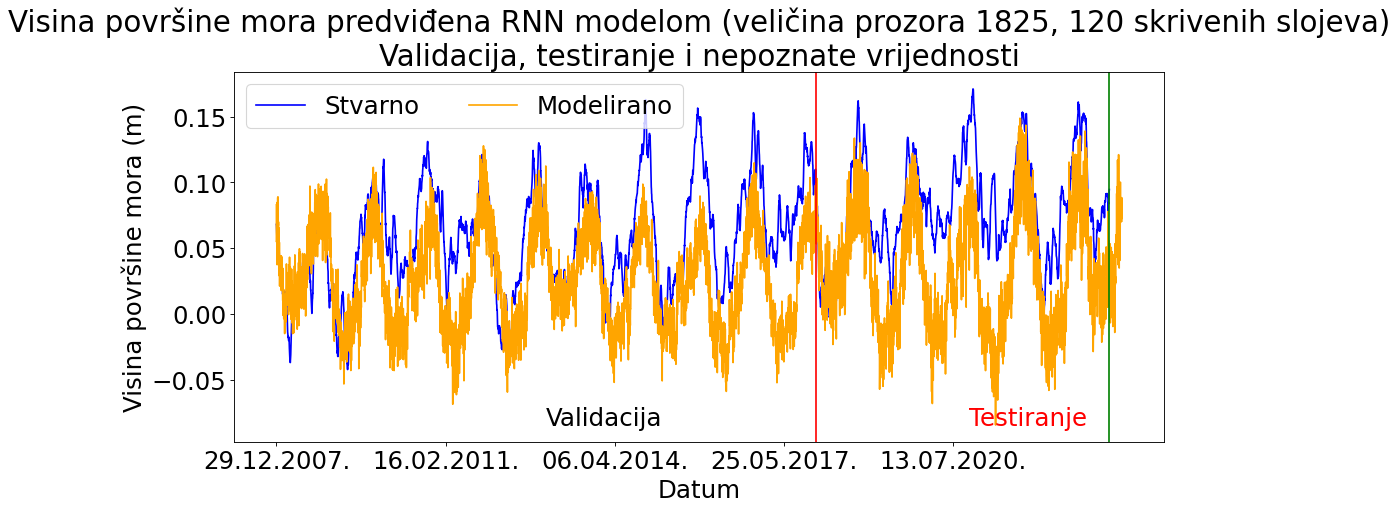 Visina površine mora predviđena RNN modelom (veličina prozora 1825, 120 skrivenih slojeva)
Validacija, testiranje i nepoznate vrijednosti
Stvarno
Modelirano
Visina površine mora (m)
0.15
0.10
0.05
0.00
−0.05
Validacija
Testiranje
29.12.2007.
16.02.2011.
06.04.2014.
25.05.2017.
13.07.2020.
Datum